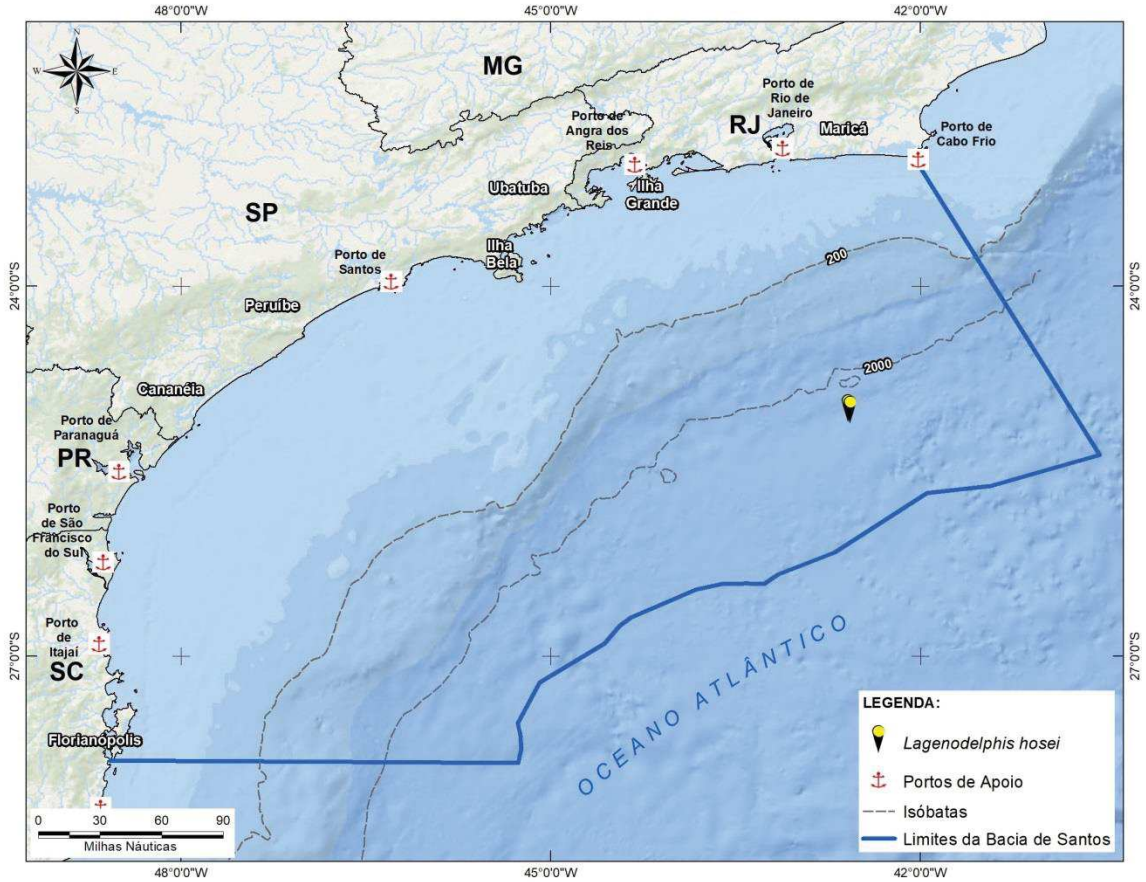 48°0'0"W
45°0'0"W
42°0'0"W
N
W
E
S
MG
Porto de
Rio de
Janeiro
Porto de
Angra dos
Reis
RJ
Maricá
Porto de
Cabo Frio
Ubatuba
Ilha
Grande
SP
Ilha
Bela
Porto de
Santos
200
24°0'0"S
24°0'0"S
Peruíbe
2000
Cananéia
Porto de
Paranaguá
PR
Porto
de São
Francisco
do Sul
Porto
de
Itajaí
SC
27°0'0"S
27°0'0"S
OCEANO ATLÂNTICO
Florianópolis
LEGENDA:
Lagenodelphis hosei
Portos de Apoio
Isóbatas
Limites da Bacia de Santos
0 30 60 90
Milhas Náuticas
48°0'0"W
45°0'0"W
42°0'0"W